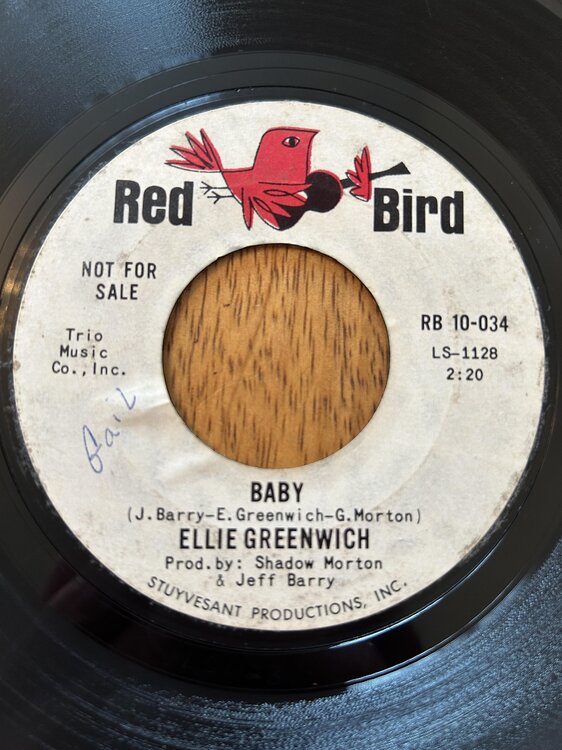 Red Bird
NOT FOR
SALE
Trio
Music
Co.,Inc.
RB 10-034
LS-1128
2:20
Gail
BABY
(J.Barry-E.Greenwich-G.Morton)
ELLIE GREENWICH
Prod.by: Shadow Morton
& Jeff Barry
STUYVESANT PRODUCTIONS, INC.